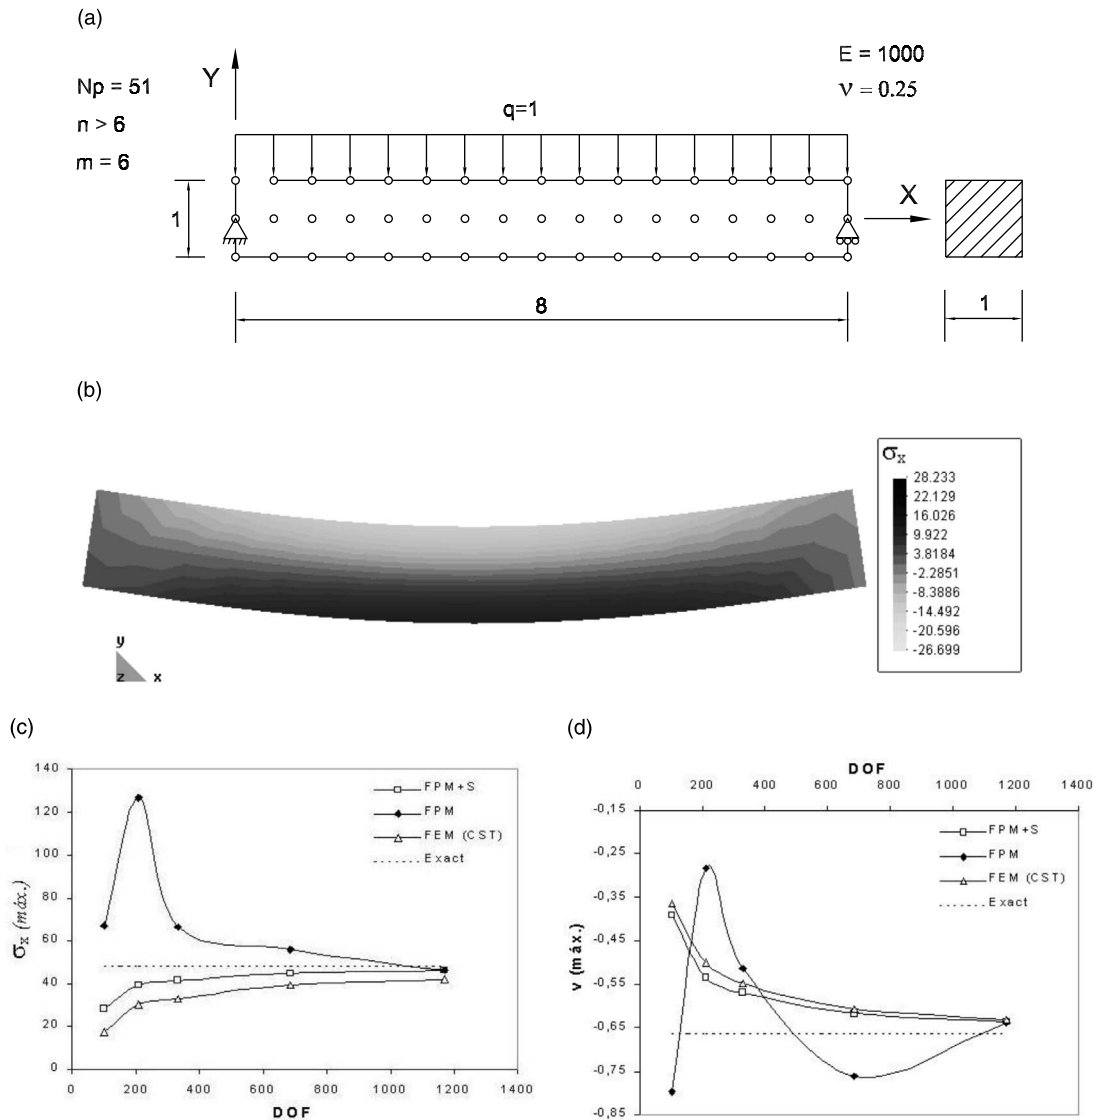 (a)
Np = 51
n > 6
m = 6
Y
q=1
E = 1000
ν = 0.25
1
X
8
1
(b)
σx
28.233
22.129
16.026
9.922
3.8184
-2.2851
-8.3886
-14.492
-20.596
-26.699
y
z x
(c)
σx (máx.)
140
120
100
80
60
40
20
0
0 200 400 600 800 1000 1200 1400
DOF
FPM+S
FPM
FEM (CST)
Exact
(d)
DOF
0 200 400 600 800 1000 1200 1400
v (máx.)
-0,15
-0,25
-0,35
-0,45
-0,55
-0,65
-0,75
-0,85
FPM+S
FPM
FEM (CST)
Exact